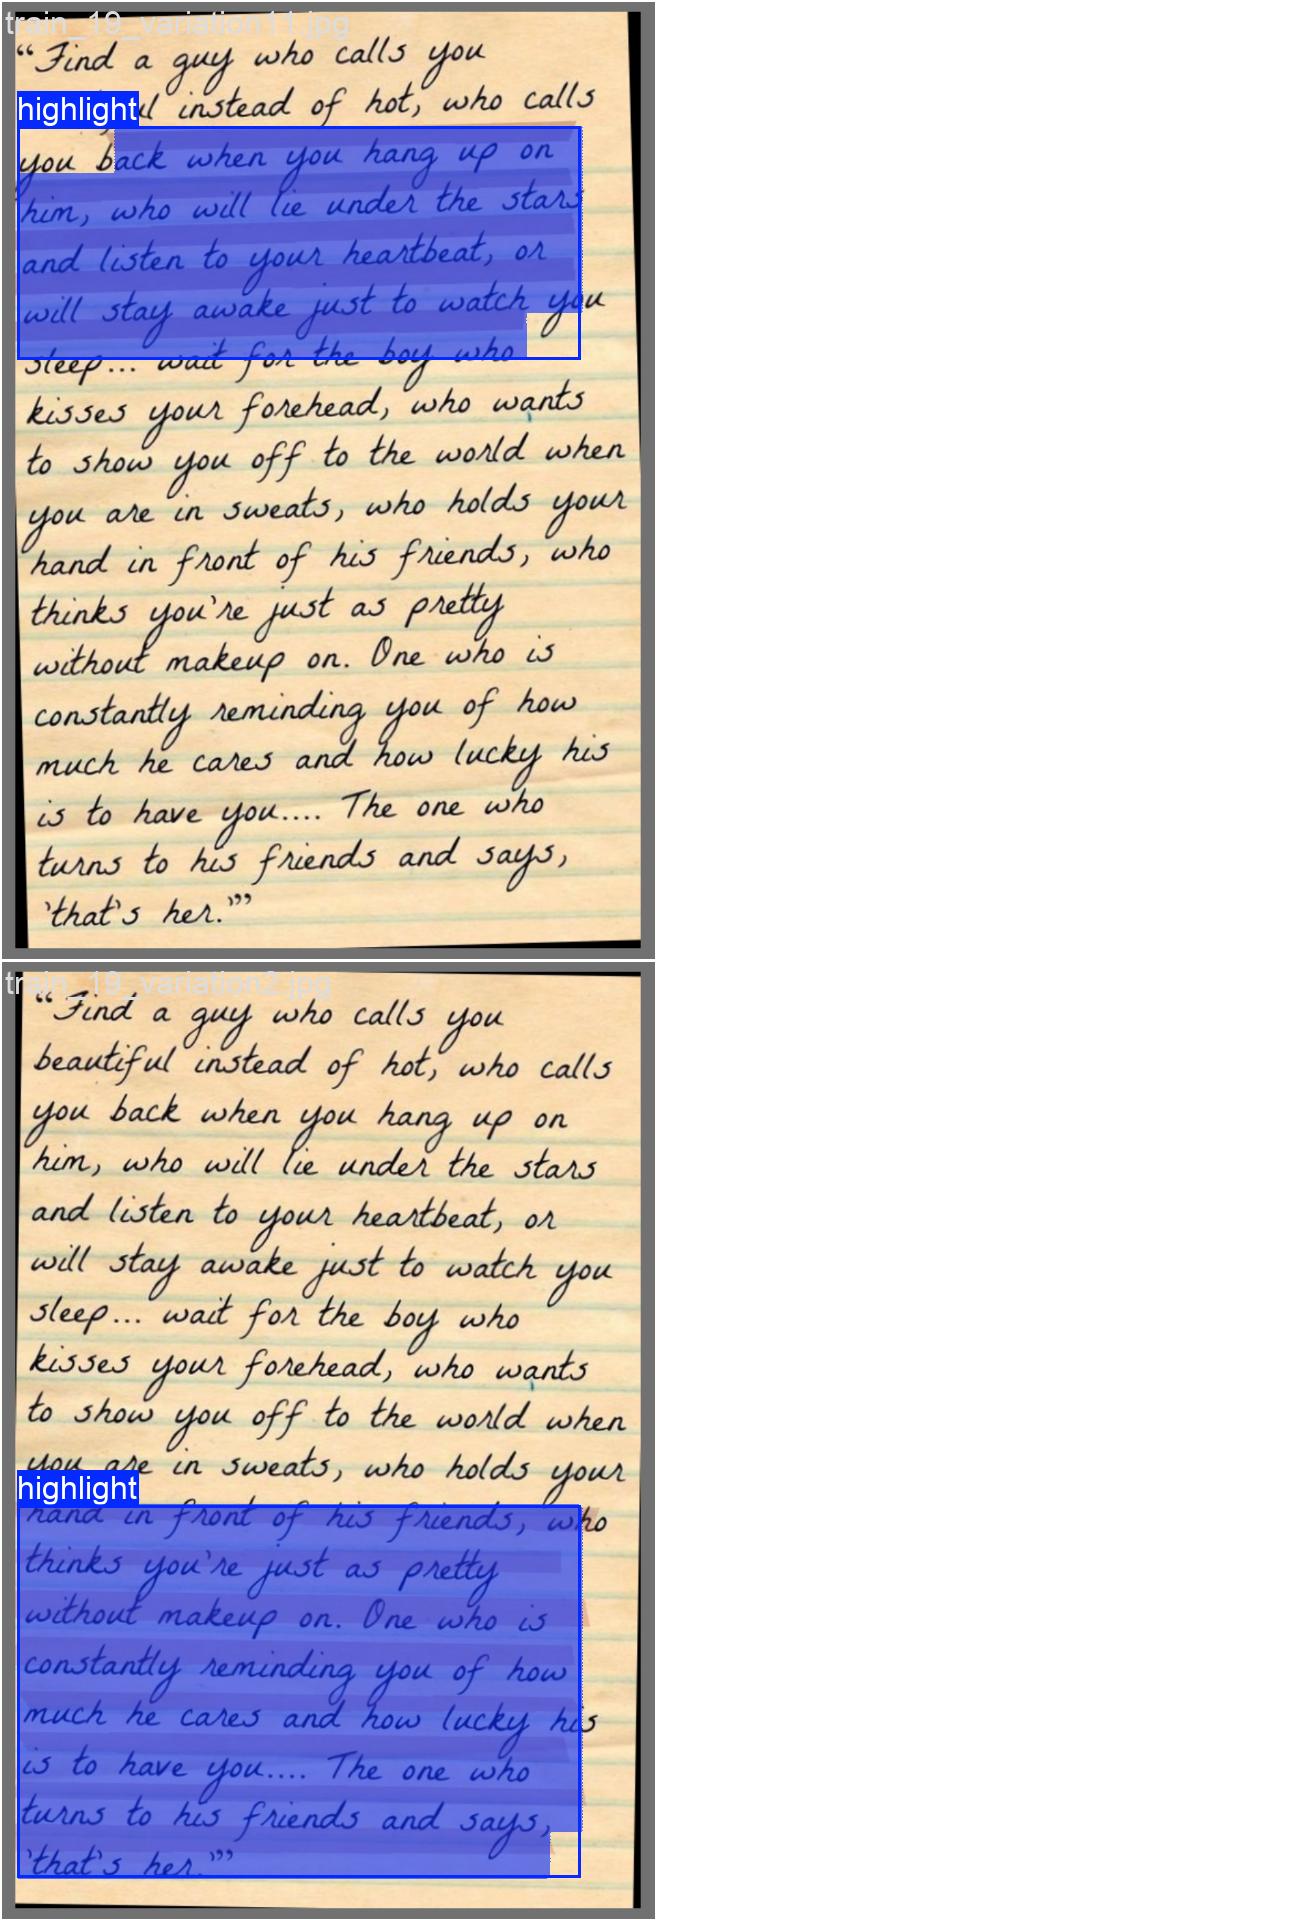 train_19_variation11.jpg
“Find a guy who calls you
highlight
instead of hot, who calls
you back when you hang up on
him, who will lie under the stars
and listen to your heartbeat, or
will stay awake just to watch you
sleep... wait for the boy who
kisses your forehead, who wants
to show you off to the world when
you are in sweats, who holds your
hand in front of his friends, who
thinks you're just as pretty
without makeup on. One who is
constantly reminding you of how
much he cares and how lucky his
is to have you.... The one who
turns to his friends and says,
'that's her.'”
train_19_variation2.jpg
“Find a guy who calls you
beautiful instead of hot, who calls
you back when you hang up on
him, who will lie under the stars
and listen to your heartbeat, or
will stay awake just to watch you
sleep... wait for the boy who
kisses your forehead, who wants
to show you off to the world when
you are in sweats, who holds your
highlight
hand in front of his friends, who
thinks you're just as pretty
without makeup on. One who is
constantly reminding you of how
much he cares and how lucky his
is to have you.... The one who
turns to his friends and says,
'that's her.'”